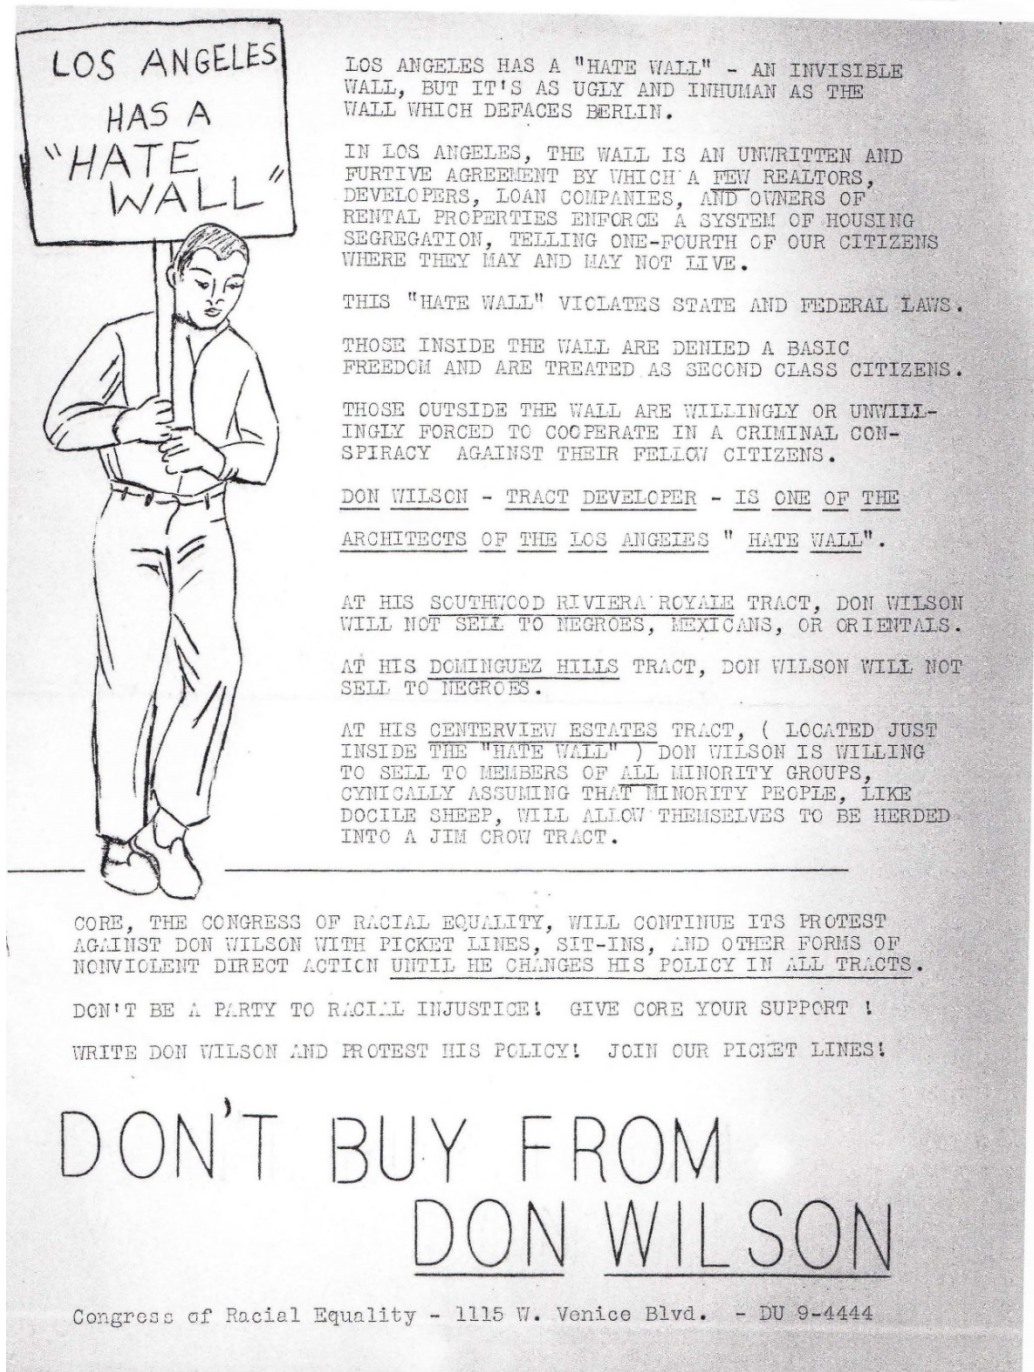 LOS ANGELES
HAS A
"HATE
WALL"
LOS ANGELES HAS A "HATE WALL" - AN INVISIBLE
WALL, BUT IT'S AS UGLY AND INHUMAN AS THE
WALL WHICH DEFACES BERLIN.
IN LOS ANGELES, THE WALL IS AN UNWRITTEN AND
FURTIVE AGREEMENT BY WHICH A FEW REALTORS,
DEVELOPERS, LOAN COMPANIES, AND OWNERS OF
RENTAL PROPERTIES ENFORCE A SYSTEM OF HOUSING
SEGREGATION, TELLING ONE-FOURTH OF OUR CITIZENS
WHERE THEY MAY AND MAY NOT LIVE.
THIS "HATE WALL" VIOLATES STATE AND FEDERAL LAWS.
THOSE INSIDE THE WALL ARE DENIED A BASIC
FREEDOM AND ARE TREATED AS SECOND CLASS CITIZENS.
THOSE OUTSIDE THE WALL ARE WILLINGLY OR UNWILL-
INGLY FORCED TO COOPERATE IN A CRIMINAL CON-
SPIRACY AGAINST THEIR FELLOW CITIZENS.
DON WILSON - TRACT DEVELOPER - IS ONE OF THE
ARCHITECTS OF THE LOS ANGELES " HATE WALL".
AT HIS SOUTHWOOD RIVIERA ROYALE TRACT, DON WILSON
WILL NOT SELL TO NEGROES, MEXICANS, OR ORIENTALS.
AT HIS DOMINGUEZ HILLS TRACT, DON WILSON WILL NOT
SELL TO NEGROES.
AT HIS CENTERVIEW ESTATES TRACT, ( LOCATED JUST
INSIDE THE "HATE WALL" ) DON WILSON IS WILLING
TO SELL TO MEMBERS OF ALL MINORITY GROUPS,
CYNICALLY ASSUMING THAT MINORITY PEOPLE, LIKE
DOCILE SHEEP, WILL ALLOW THEMSELVES TO BE HERDED
INTO A JIM CROW TRACT.
CORE, THE CONGRESS OF RACIAL EQUALITY, WILL CONTINUE ITS PROTEST
AGAINST DON WILSON WITH PICKET LINES, SIT-INS, AND OTHER FORMS OF
NONVIOLENT DIRECT ACTION UNTIL HE CHANGES HIS POLICY IN ALL TRACTS.
DON'T BE A PARTY TO RACIAL INJUSTICE! GIVE CORE YOUR SUPPORT !
WRITE DON WILSON AND PROTEST HIS POLICY! JOIN OUR PICKET LINES!
DON'T BUY FROM
DON WILSON
Congress of Racial Equality - 1115 W. Venice Blvd. - DU 9-4444